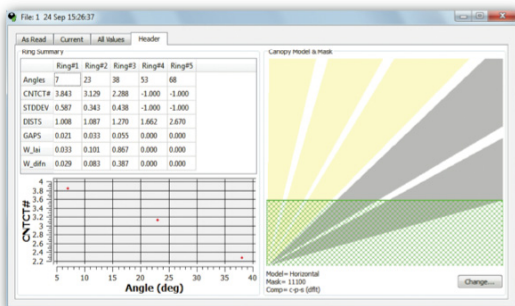 File: 1 24 Sep 15:26:37
As Read Current All Values Header
Ring Summary
Ring#1 Ring#2 Ring#3 Ring#4 Ring#5
Angles 7 23 38 53 68
CNTCT# 3.843 3.129 2.288 -1.000 -1.000
STDDEV 0.587 0.343 0.438 -1.000 -1.000
DISTS 1.008 1.087 1.270 1.662 2.670
GAPS 0.021 0.033 0.055 0.000 0.000
W_lai 0.033 0.101 0.867 0.000 0.000
W_difn 0.029 0.083 0.387 0.000 0.000
CNTCT#
4
3.8
3.6
3.4
3.2
3
2.8
2.6
2.4
2.2
5 10 15 20 25 30 35 40
Angle (deg)
Canopy Model & Mask
Model= Horizontal
Mask= 11100
Comp= c-p-s (dflt)
Change...